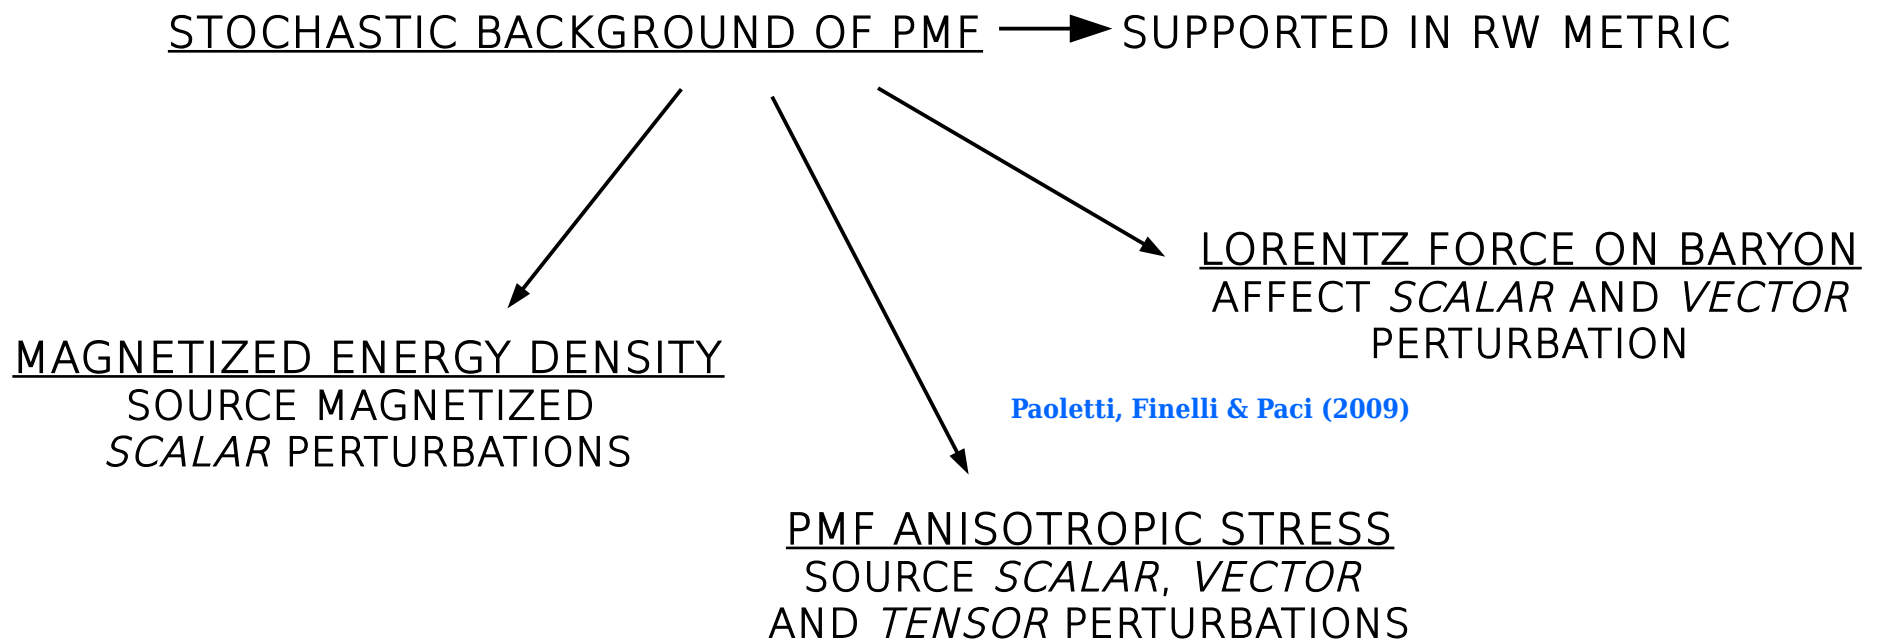 STOCHASTIC BACKGROUND OF PMF
SUPPORTED IN RW METRIC
LORENTZ FORCE ON BARYON
AFFECT SCALAR AND VECTOR
PERTURBATION
MAGNETIZED ENERGY DENSITY
SOURCE MAGNETIZED
SCALAR PERTURBATIONS
Paoletti, Finelli & Paci (2009)
PMF ANISOTROPIC STRESS
SOURCE SCALAR, VECTOR
AND TENSOR PERTURBATIONS